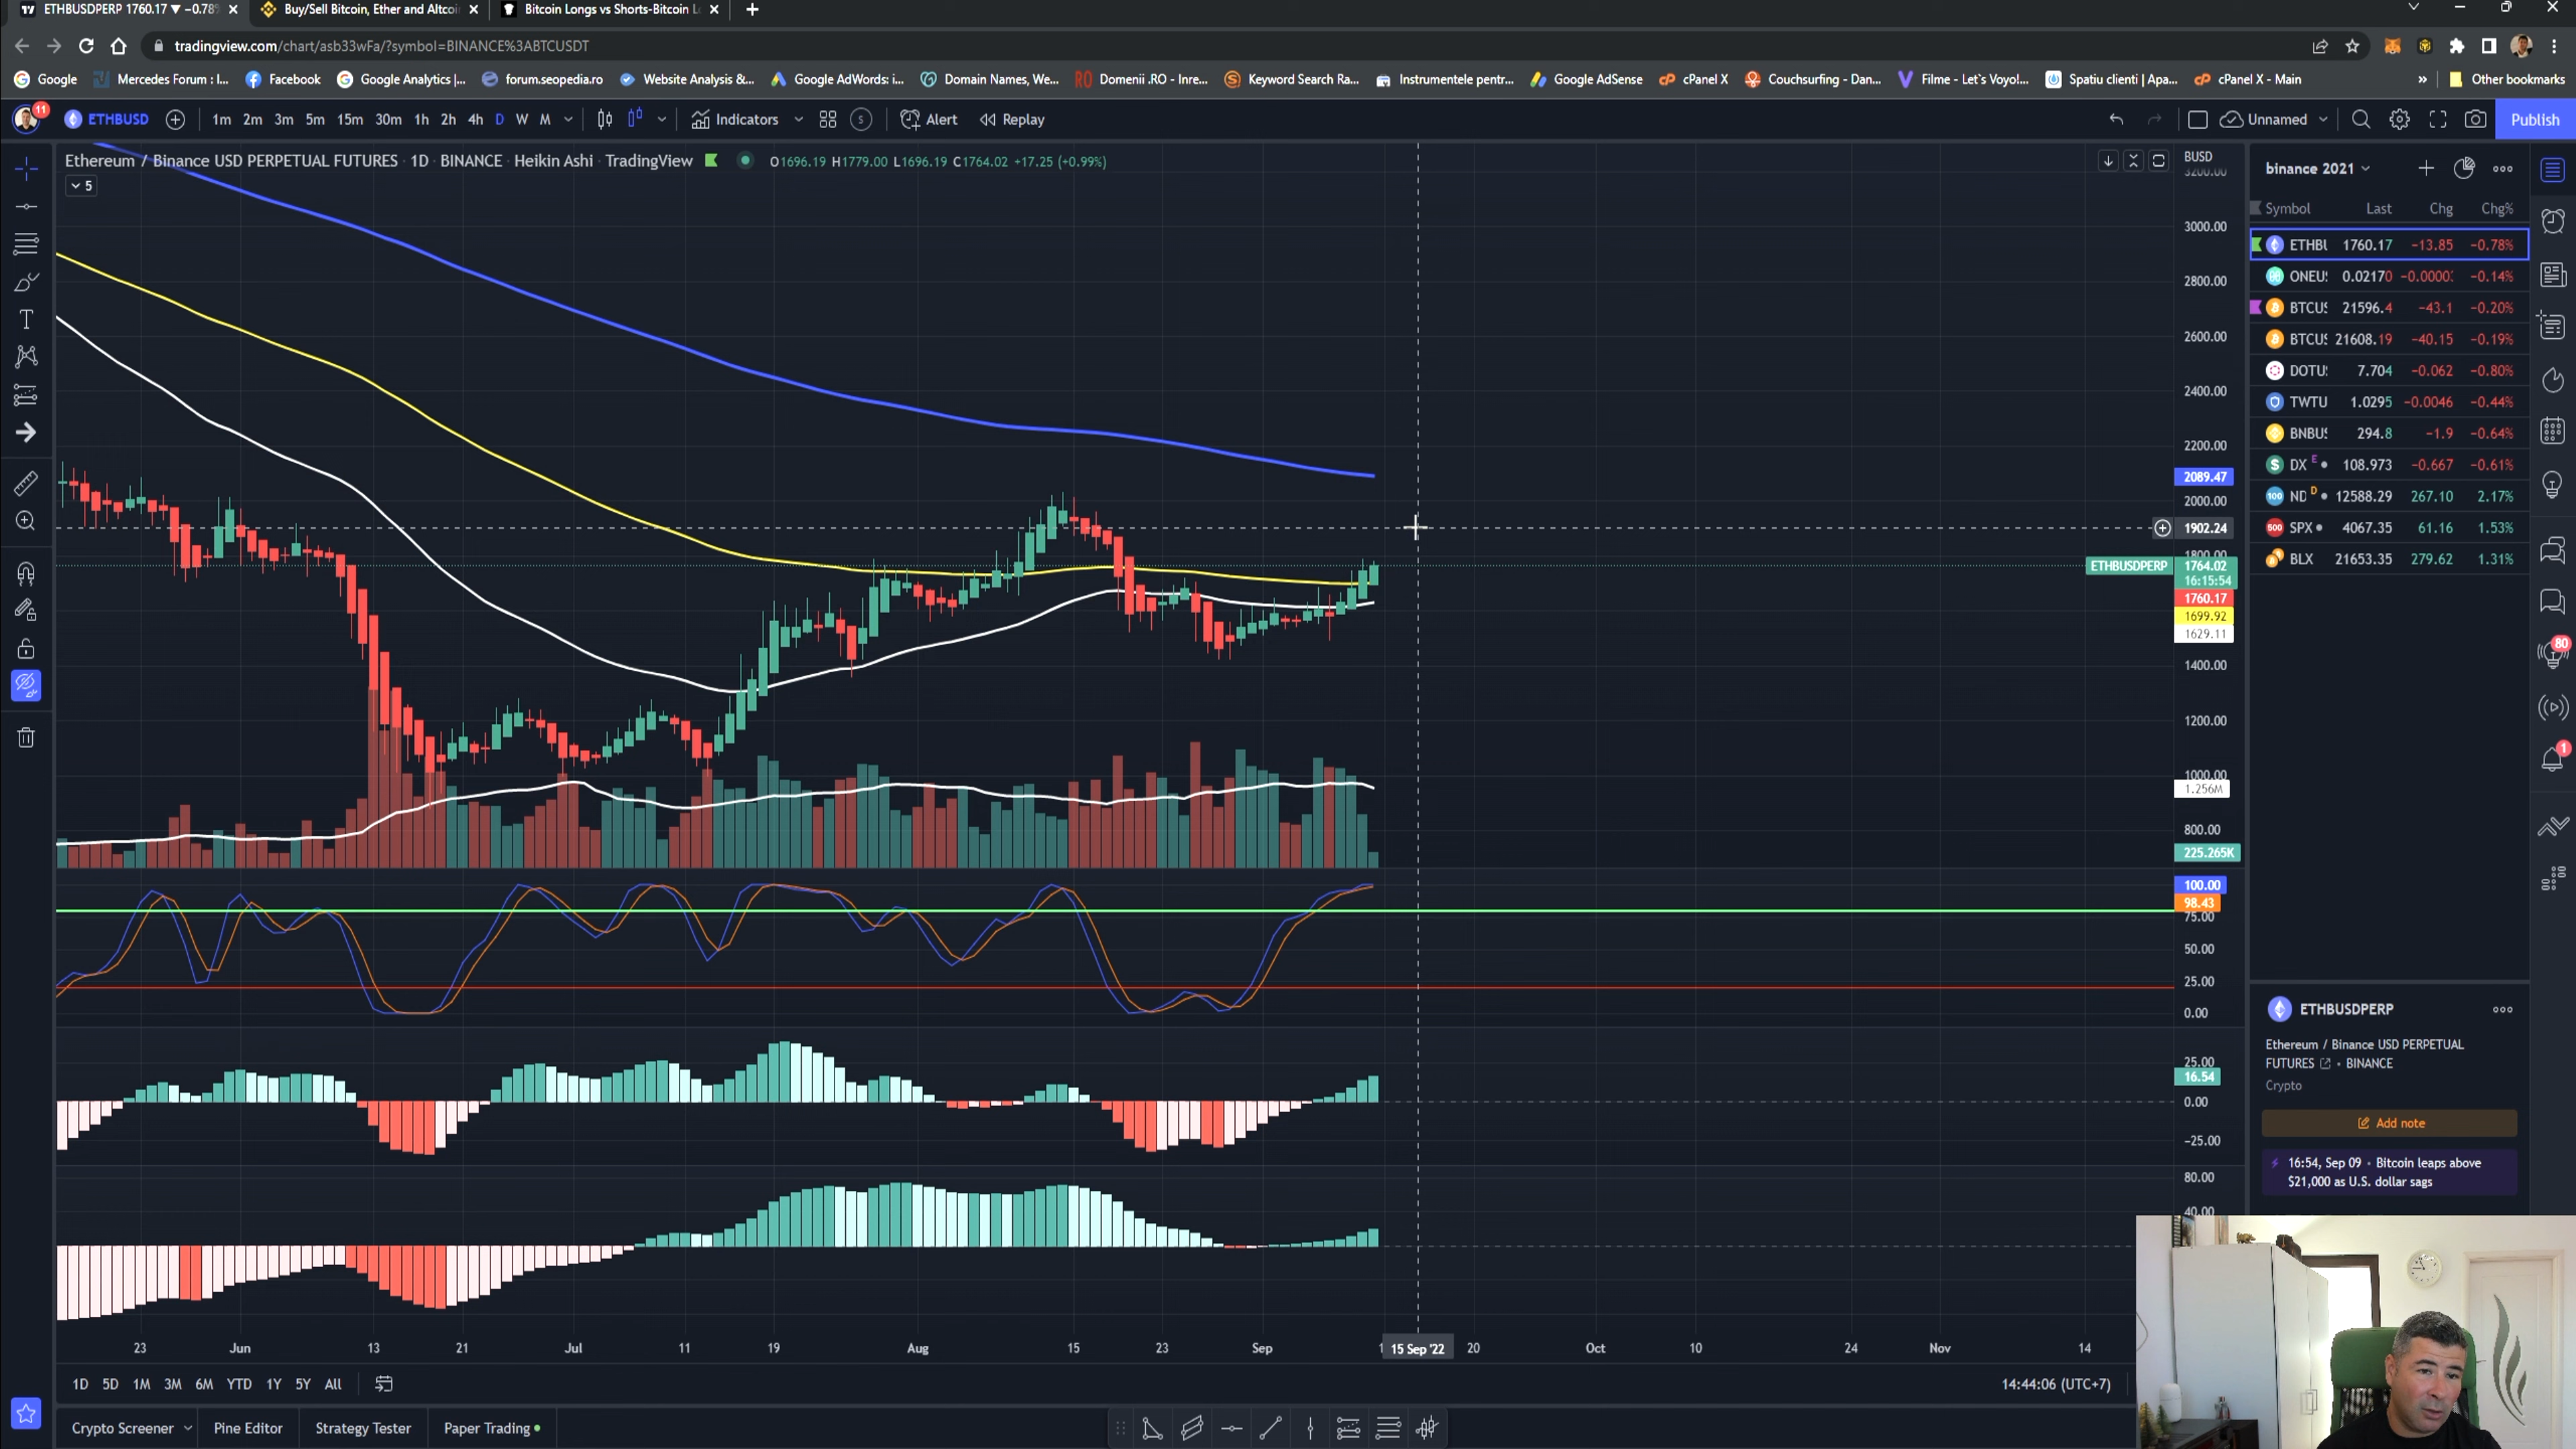 ETHBUSDPERP 1760.17 ▼ −0.78%
Buy/Sell Bitcoin, Ether and Altcoi
Bitcoin Longs vs Shorts-Bitcoin L
tradingview.com/chart/asb33wFa/?symbol=BINANCE%3ABTCUSDT
Google
Mercedes Forum : I...
Facebook
Google Analytics |...
forum.seopedia.ro
Website Analysis &...
Google AdWords: i...
Domain Names, We...
Domenii .RO - Inre...
Keyword Search Ra...
Instrumentele pentr...
Google AdSense
cPanel X
Couchsurfing - Dan...
Filme - Let's Voyo!...
Spatiu clienti | Apa...
cPanel X - Main
»
Other bookmarks
11
ETHBUSD
1m 2m 3m 5m 15m 30m 1h 2h 4h D W M
Indicators
Alert
Replay
Unnamed
Publish
Ethereum / Binance USD PERPETUAL FUTURES · 1D · BINANCE · Heikin Ashi · TradingView
O1696.19 H1779.00 L1696.19 C1764.02 +17.25 (+0.99%)
5
BUSD
3200.00
3000.00
2800.00
2600.00
2400.00
2200.00
2089.47
2000.00
1902.24
1800.00
ETHBUSDPERP 1764.02
16:15:54
1760.17
1699.92
1629.11
1400.00
1200.00
1000.00
1.256M
800.00
225.265K
100.00
98.43
75.00
50.00
25.00
0.00
25.00
16.54
0.00
−25.00
80.00
40.00
23 Jun 13 21 Jul 11 19 Aug 15 23 Sep 15 Sep '22 20 Oct 10 24 Nov 14
1D 5D 1M 3M 6M YTD 1Y 5Y All
14:44:06 (UTC+7)
Crypto Screener
Pine Editor
Strategy Tester
Paper Trading
binance 2021
Symbol Last Chg Chg%
ETHBU 1760.17 −13.85 −0.78%
ONEUS 0.02170 −0.0000 −0.14%
BTCUS 21596.4 −43.1 −0.20%
BTCUS 21608.19 −40.15 −0.19%
DOTU 7.704 −0.062 −0.80%
TWTU 1.0295 −0.0046 −0.44%
BNBUS 294.8 −1.9 −0.64%
DX E 108.973 −0.667 −0.61%
ND D 12588.29 267.10 2.17%
SPX 4067.35 61.16 1.53%
BLX 21653.35 279.62 1.31%
80
1
ETHBUSDPERP
Ethereum / Binance USD PERPETUAL
FUTURES • BINANCE
Crypto
Add note
16:54, Sep 09 • Bitcoin leaps above
$21,000 as U.S. dollar sags